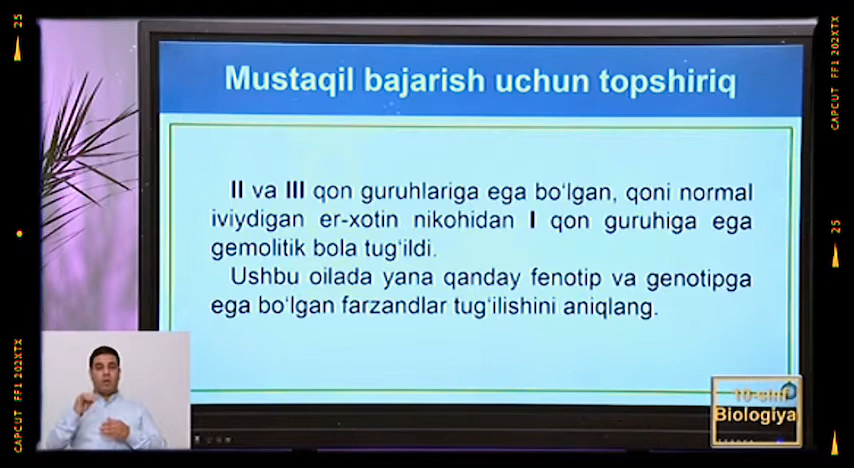 25
CAPCUT FF1 202XTX
Mustaqil bajarish uchun topshiriq
II va III qon guruhlariga ega bo‘lgan, qoni normal
iviydigan er-xotin nikohidan I qon guruhiga ega
gemolitik bola tug‘ildi.
Ushbu oilada yana qanday fenotip va genotipga
ega bo‘lgan farzandlar tug‘ilishini aniqlang.
25
CAPCUT FF1 202XTX
10-sinf
Biologiya